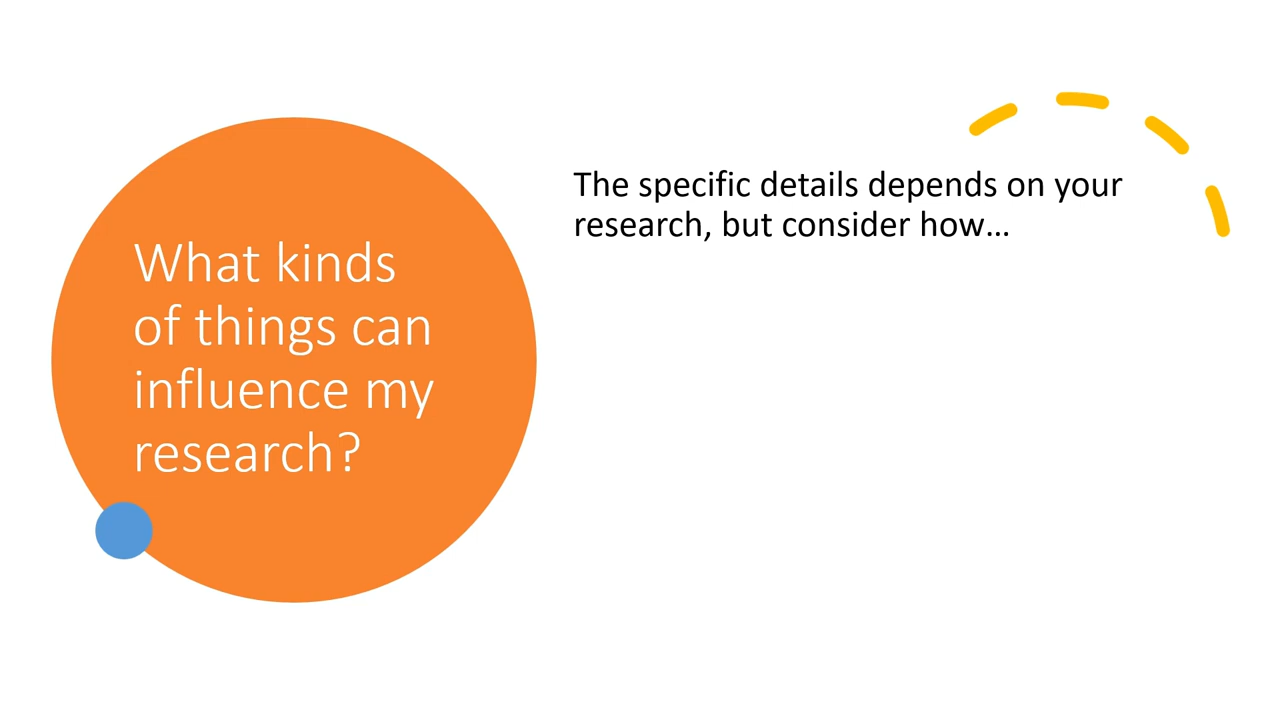 What kinds
of things can
influence my
research?
The specific details depends on your
research, but consider how…